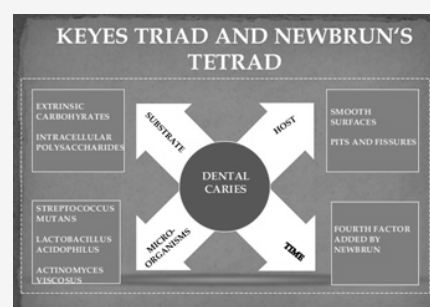 KEYES TRIAD AND NEWBRUN'S
TETRAD
EXTRINSIC
CARBOHYRATES
INTRACELLULAR
POLYSACCHARIDES
SUBSTRATE
HOST
SMOOTH
SURFACES
PITS AND FISSURES
DENTAL
CARIES
STREPTOCOCCUS
MUTANS
LACTOBACILLUS
ACIDOPHILUS
ACTINOMYCES
VISCOSUS
MICRO-
ORGANISMS
TIME
FOURTH FACTOR
ADDED BY
NEWBRUN